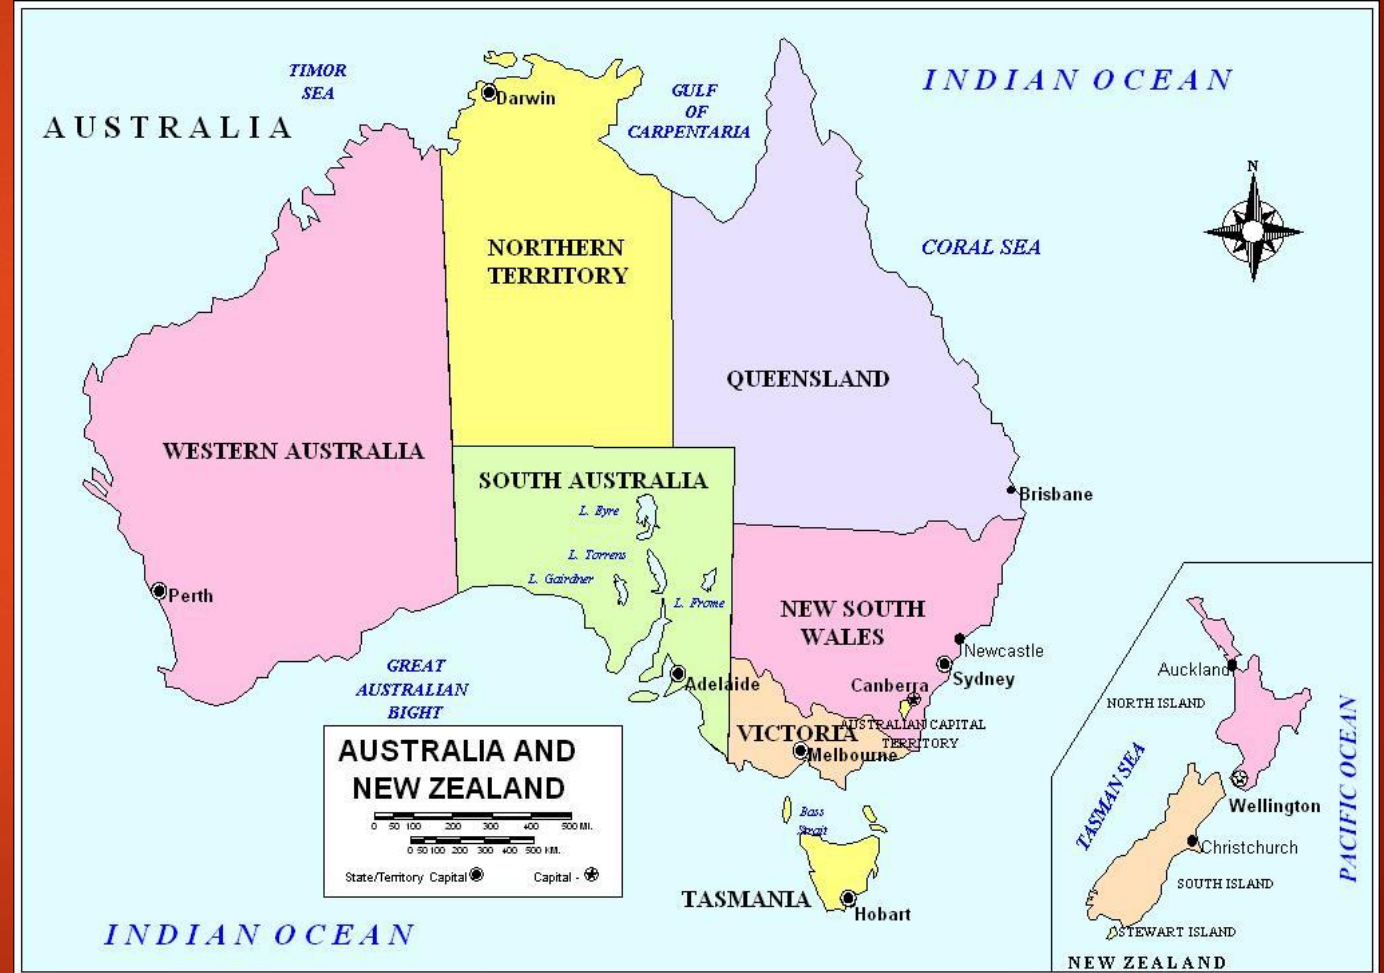 TIMOR
SEA
AUSTRALIA
Darwin
GULF
OF
CARPENTARIA
INDIAN OCEAN
N
CORAL SEA
NORTHERN
TERRITORY
QUEENSLAND
WESTERN AUSTRALIA
SOUTH AUSTRALIA
L. Eyre
L. Torrens
L. Gairdner
L. Frome
Brisbane
Perth
NEW SOUTH
WALES
Newcastle
Sydney
Canberra
AUSTRALIAN CAPITAL
TERRITORY
Adelaide
VICTORIA
Melbourne
GREAT
AUSTRALIAN
BIGHT
Bass
Strait
TASMANIA
Hobart
AUSTRALIA AND
NEW ZEALAND
0 50 100 200 300 400 500 MI.
0 50 100 200 300 400 500 KM.
State/Territory Capital
Capital -
INDIAN OCEAN
Auckland
NORTH ISLAND
TASMAN SEA
PACIFIC OCEAN
Wellington
Christchurch
SOUTH ISLAND
STEWART ISLAND
NEW ZEALAND